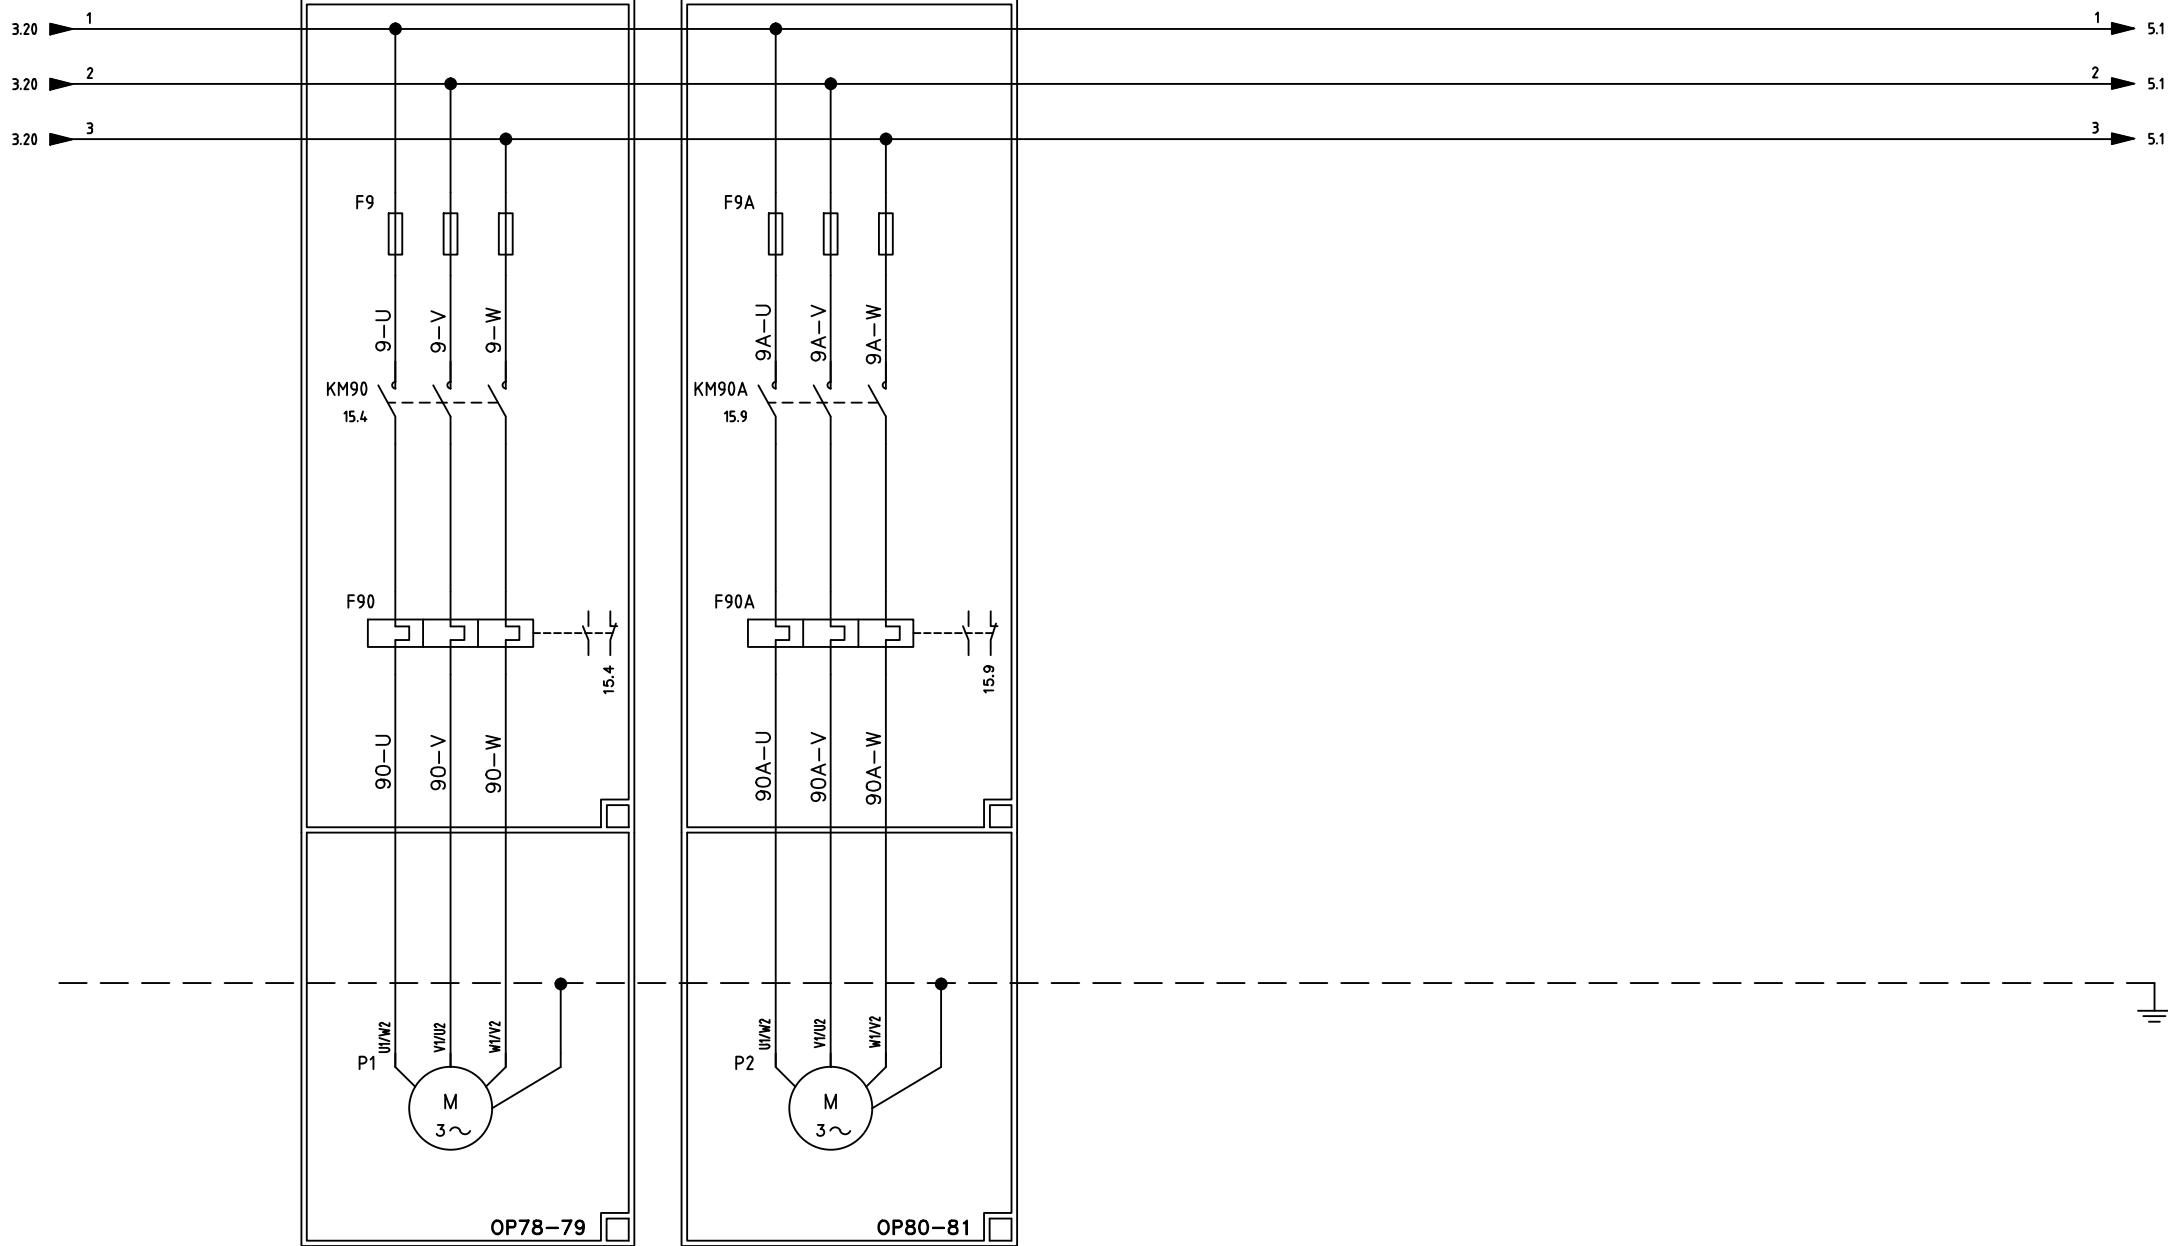 3.20 1 1 5.1
3.20 2 2 5.1
3.20 3 3 5.1
F9 F9A
9-U 9-V 9-W 9A-U 9A-V 9A-W
KM90 KM90A
15.4 15.9
F90 F90A
15.4 15.9
90-U 90-V 90-W 90A-U 90A-V 90A-W
U1/W2 V1/U2 W1/V2 U1/W2 V1/U2 W1/V2
P1 P2
M M
3~ 3~
OP78-79 OP80-81